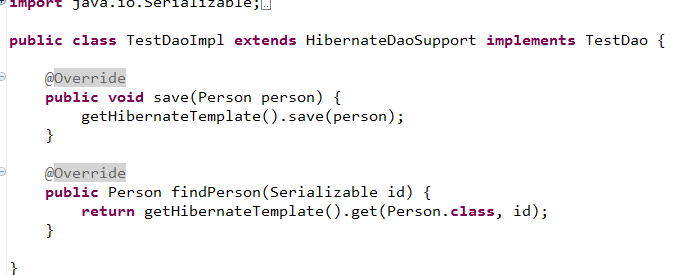 import java.io.Serializable;
public class TestDaoImpl extends HibernateDaoSupport implements TestDao {
@Override
public void save(Person person) {
getHibernateTemplate().save(person);
}
@Override
public Person findPerson(Serializable id) {
return getHibernateTemplate().get(Person.class, id);
}
}